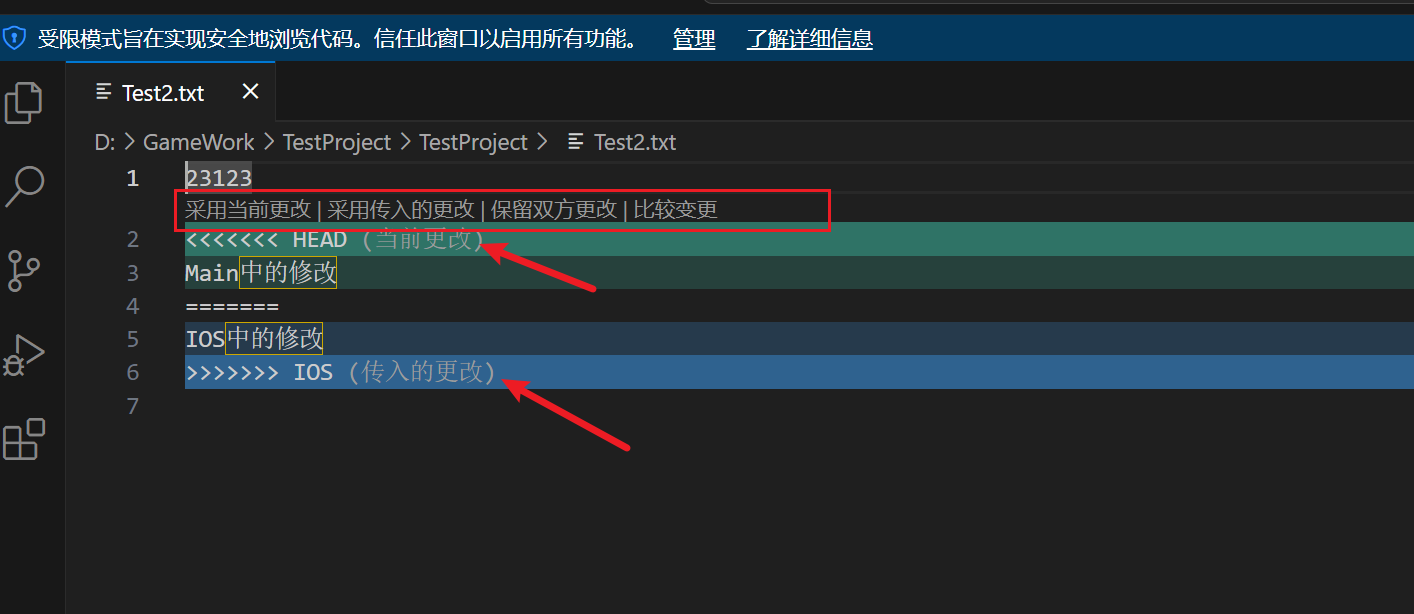 受限模式旨在实现安全地浏览代码。信任此窗口以启用所有功能。 管理 了解详细信息
Test2.txt
D: > GameWork > TestProject > TestProject > Test2.txt
1 23123
采用当前更改 | 采用传入的更改 | 保留双方更改 | 比较变更
2 <<<<<<< HEAD (当前更改)
3 Main中的修改
4 =======
5 IOS中的修改
6 >>>>>>> IOS (传入的更改)
7